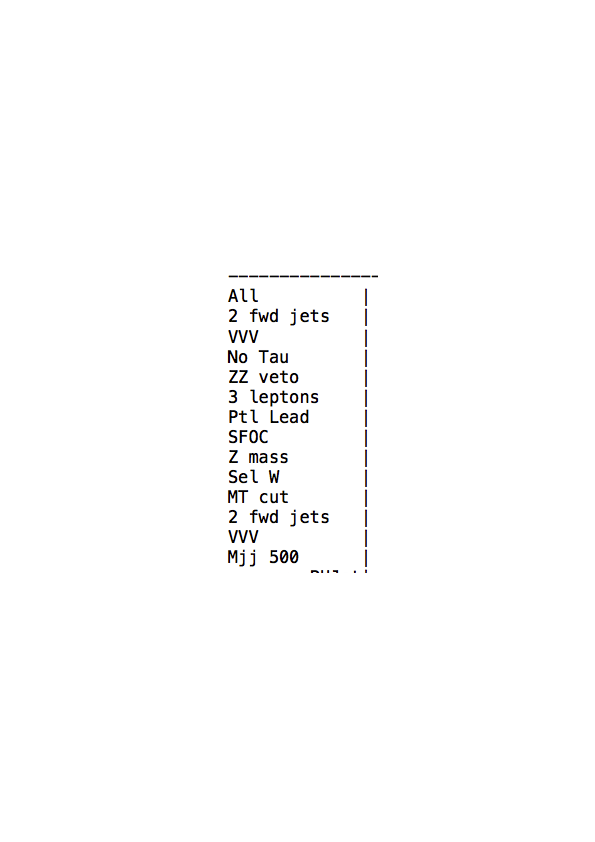 ---------------
All |
2 fwd jets |
VVV |
No Tau |
ZZ veto |
3 leptons |
Ptl Lead |
SFOC |
Z mass |
Sel W |
MT cut |
2 fwd jets |
VVV |
Mjj 500 |